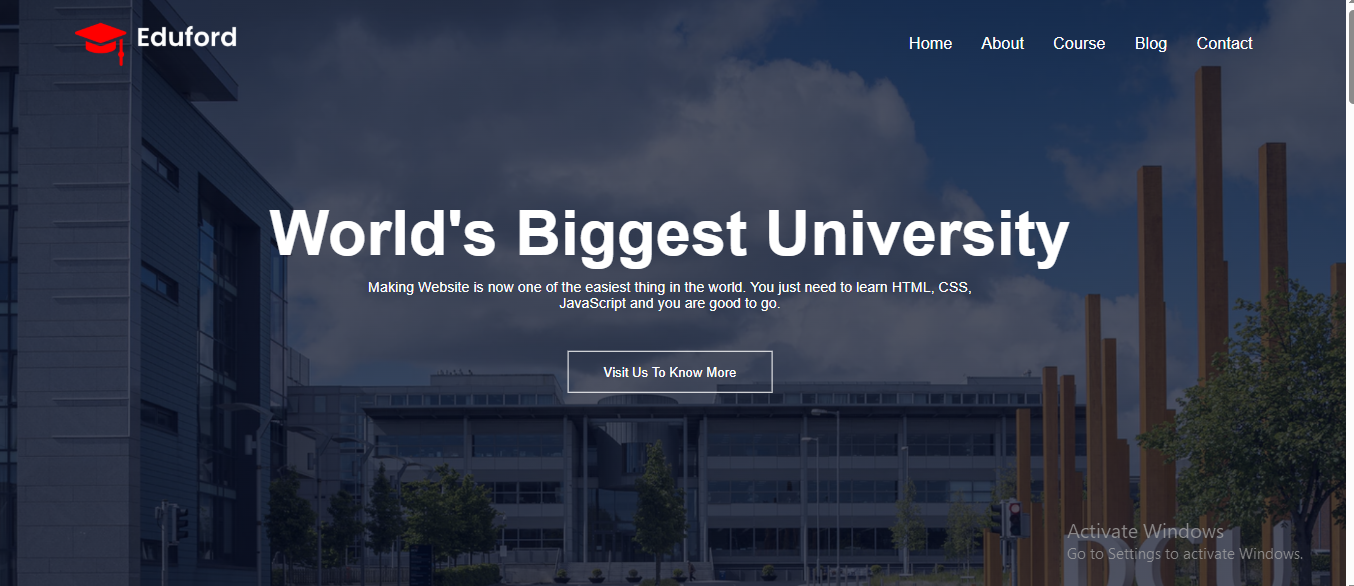 Eduford
Home About Course Blog Contact
World's Biggest University
Making Website is now one of the easiest thing in the world. You just need to learn HTML, CSS,
JavaScript and you are good to go.
Visit Us To Know More
Activate Windows
Go to Settings to activate Windows.